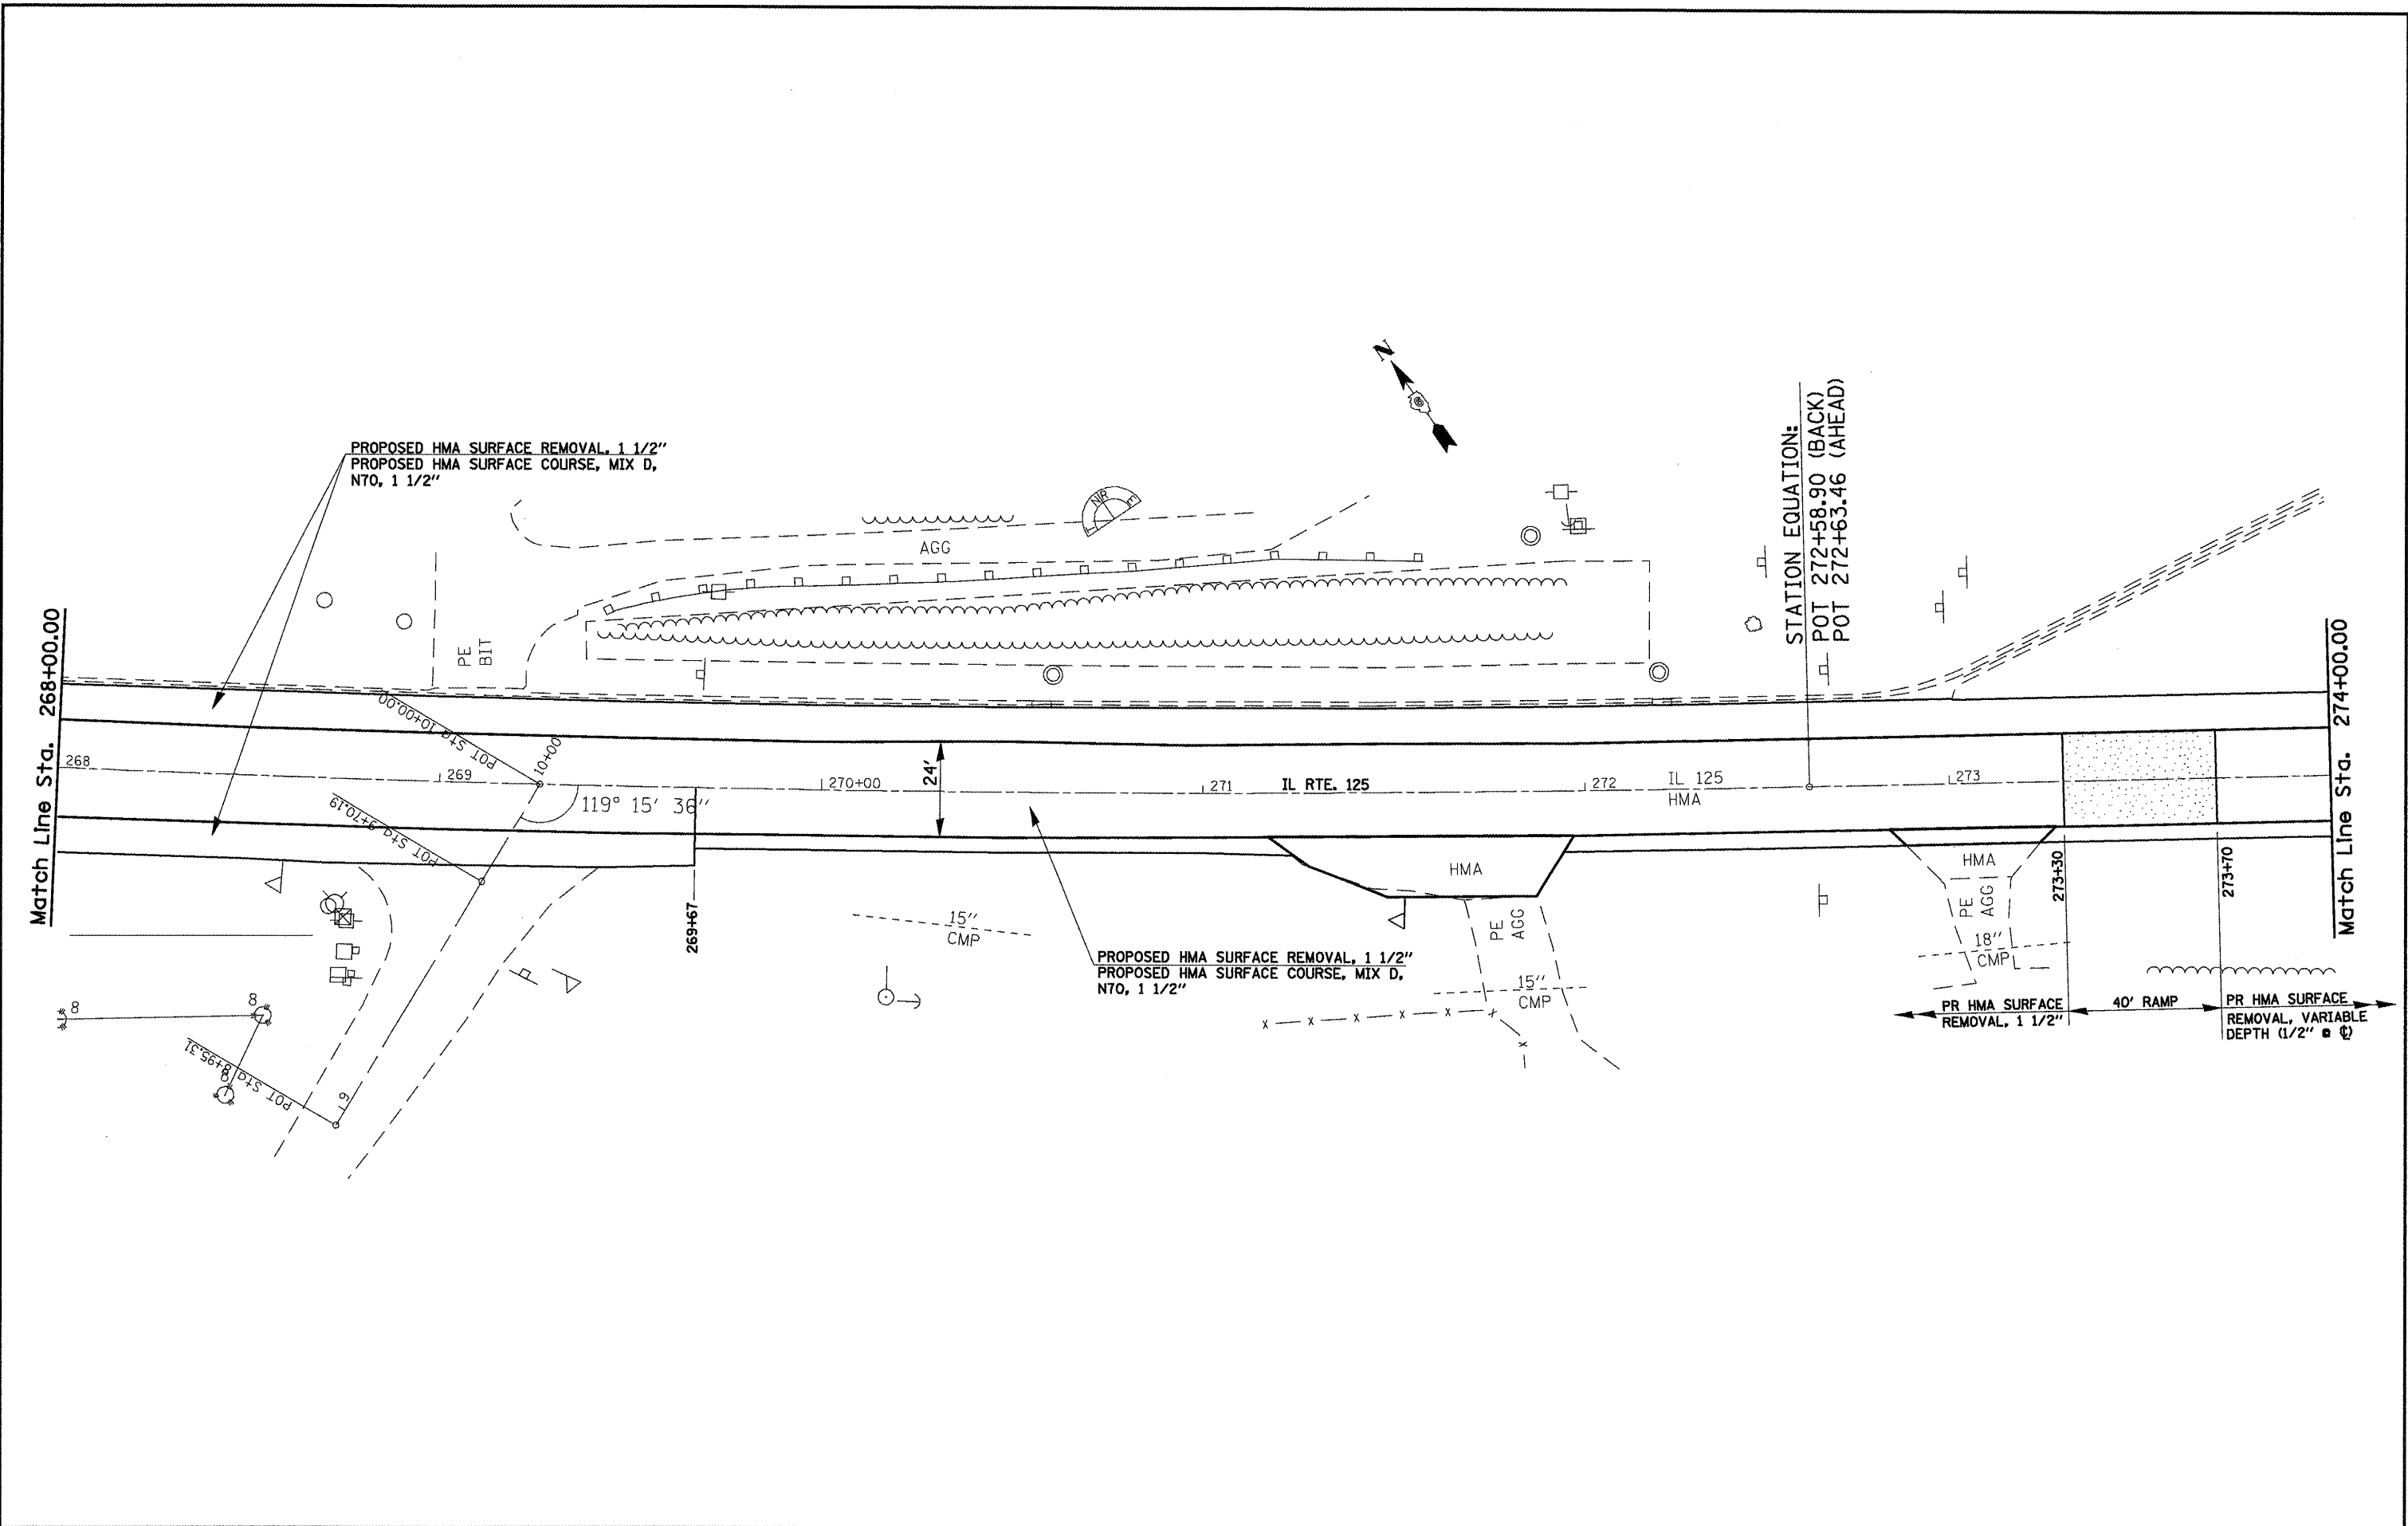 PROPOSED HMA SURFACE REMOVAL, 1 1/2"
PROPOSED HMA SURFACE COURSE, MIX D,
N70, 1 1/2"
N
STATION EQUATION:
POT 272+58.90 (BACK)
POT 272+63.46 (AHEAD)
NR
E
T
AGG
PE
BIT
Match Line Sta. 268+00.00
Match Line Sta. 274+00.00
POT Sta 10+00.00
10+00
268
269
270+00
24'
271
IL RTE. 125
272
IL 125
HMA
273
119° 15' 36"
POT Sta 9+70.19
269+67
HMA
HMA
PE
AGG
PE
AGG
273+30
273+70
15"
CMP
18"
CMP
15"
CMP
PROPOSED HMA SURFACE REMOVAL, 1 1/2"
PROPOSED HMA SURFACE COURSE, MIX D,
N70, 1 1/2"
PR HMA SURFACE
REMOVAL, 1 1/2"
40' RAMP
PR HMA SURFACE
REMOVAL, VARIABLE
DEPTH (1/2" @ ℄)
8
8
8
POT Sta 8+95.31
9